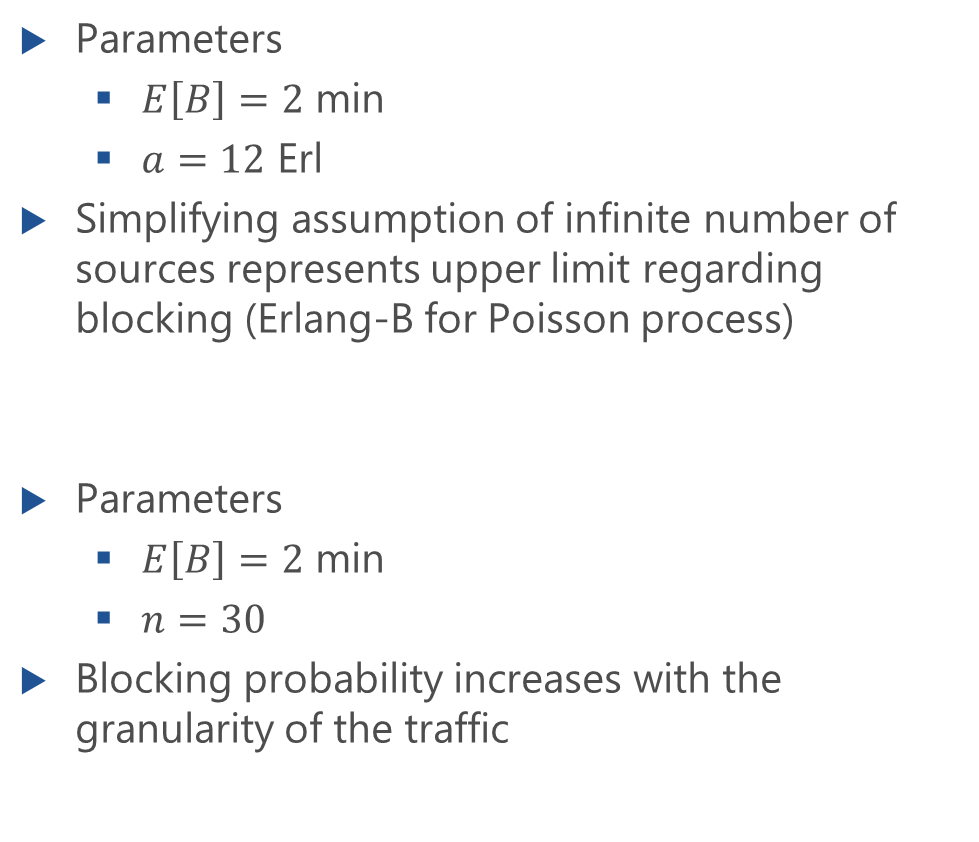 Parameters
E[B] = 2 min
a = 12 Erl
Simplifying assumption of infinite number of
sources represents upper limit regarding
blocking (Erlang-B for Poisson process)
Parameters
E[B] = 2 min
n = 30
Blocking probability increases with the
granularity of the traffic